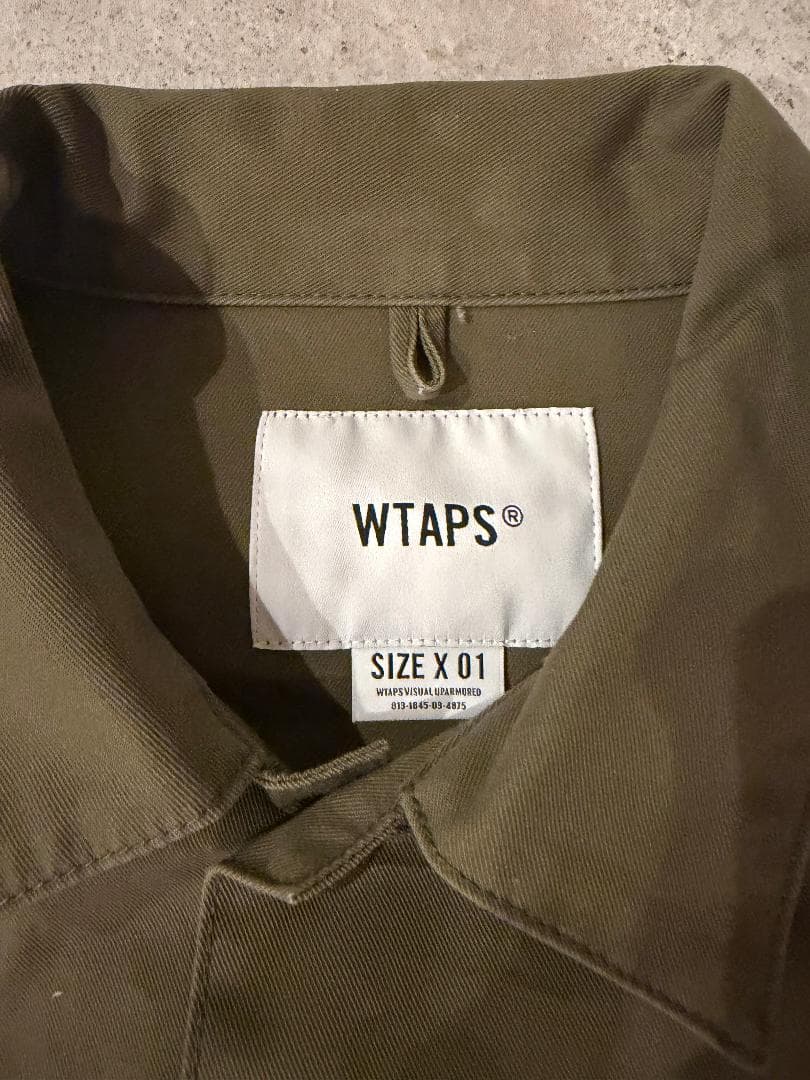 WTAPS®
SIZE X 01
WTAPS VISUAL UPARMORED
813-1845-03-4875